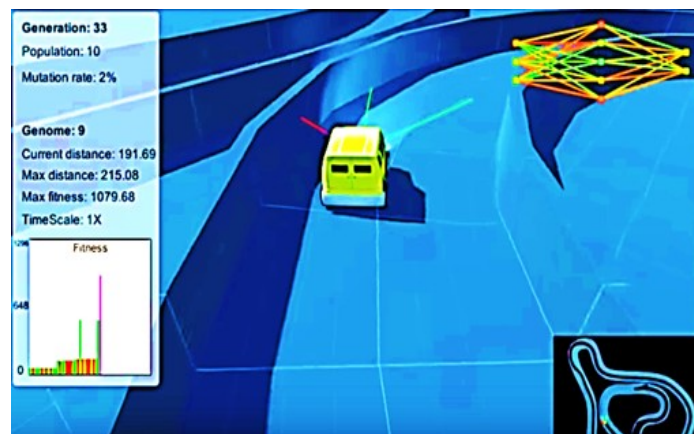 Generation: 33
Population: 10
Mutation rate: 2%
Genome: 9
Current distance: 191.69
Max distance: 215.08
Max fitness: 1079.68
TimeScale: 1X
Fitness
1296
648
0